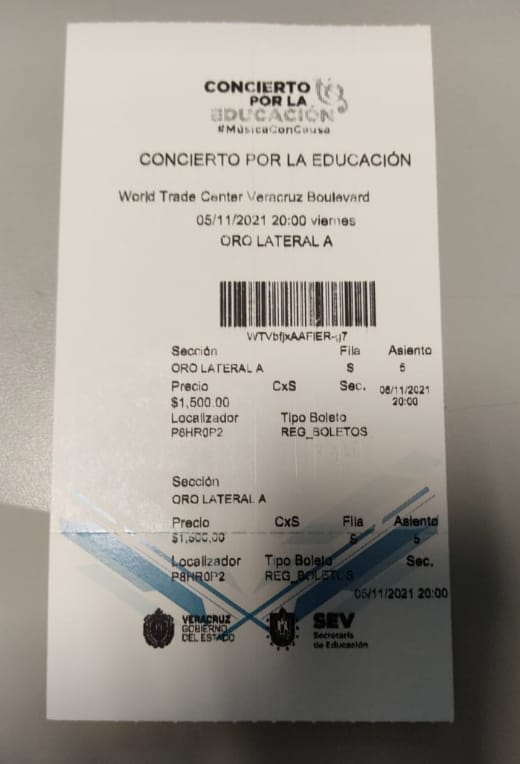 CONCIERTO
POR LA
EDUCACIÓN
#MúsicaConCausa
CONCIERTO POR LA EDUCACIÓN
World Trade Center Veracruz Boulevard
05/11/2021 20:00 viernes
ORO LATERAL A
Sección Fila Asiento
ORO LATERAL A S 5
Precio CxS Sec. 05/11/2021
$1,500.00 20:00
Localizador Tipo Boleto
P8HR0P2 REG_BOLETOS
Sección
ORO LATERAL A
Precio CxS Fila Asiento
$1,500.00 S 5
Localizador Tipo Boleto Sec.
P8HR0P2 REG_BOLETOS
05/11/2021 20:00
VERACRUZ
GOBIERNO
DEL ESTADO
SEV
Secretaría
de Educación